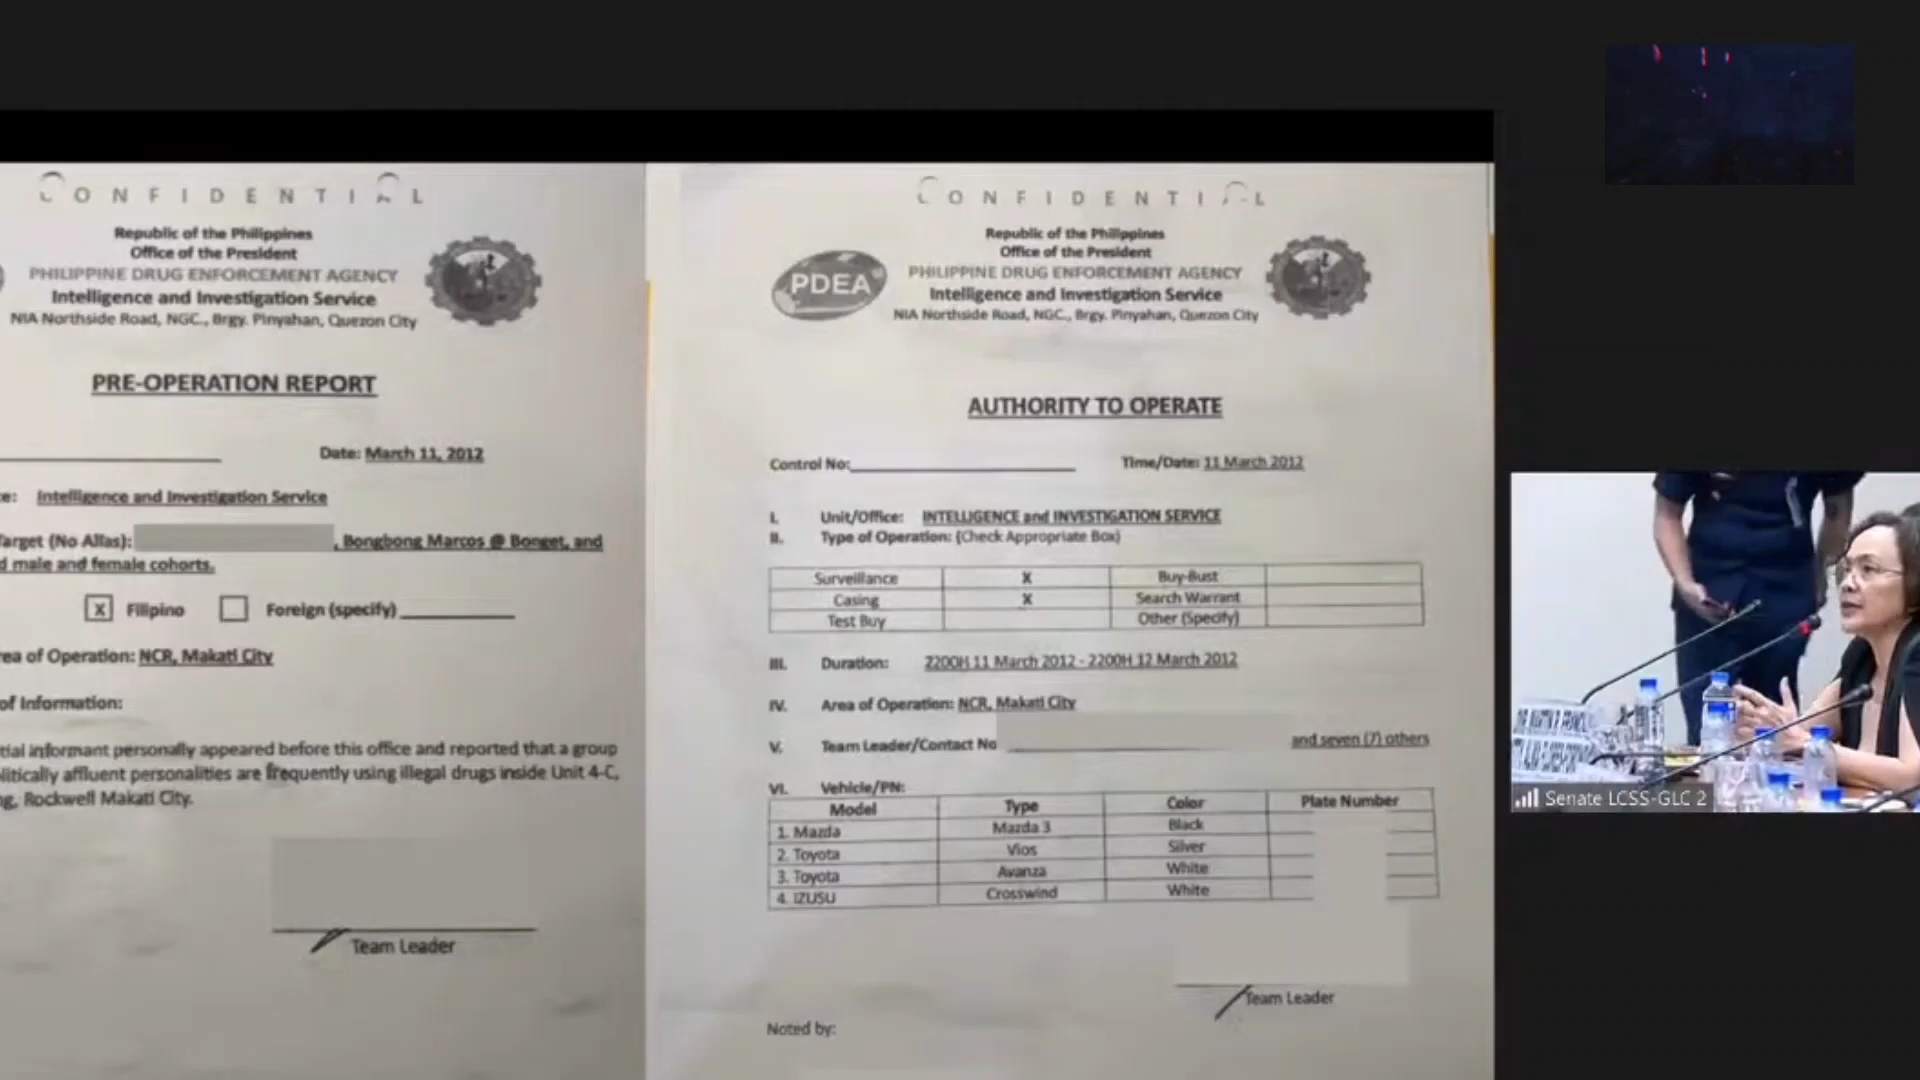 CONFIDENTIAL
Republic of the Philippines
Office of the President
PHILIPPINE DRUG ENFORCEMENT AGENCY
Intelligence and Investigation Service
NIA Northside Road, NGC., Brgy. Pinyahan, Quezon City
PRE-OPERATION REPORT
Date: March 11, 2012
e: Intelligence and Investigation Service
Target (No Alias): , Bongbong Marcos @ Bonget, and
d male and female cohorts.
X Filipino Foreign (specify)
rea of Operation: NCR, Makati City
of Information:
tial informant personally appeared before this office and reported that a group
litically affluent personalities are frequently using illegal drugs inside Unit 4-C,
g, Rockwell Makati City.
Team Leader
CONFIDENTIAL
PDEA
Republic of the Philippines
Office of the President
PHILIPPINE DRUG ENFORCEMENT AGENCY
Intelligence and Investigation Service
NIA Northside Road, NGC., Brgy. Pinyahan, Quezon City
AUTHORITY TO OPERATE
Control No: Time/Date: 11 March 2012
I. Unit/Office: INTELLIGENCE and INVESTIGATION SERVICE
II. Type of Operation: (Check Appropriate Box)
Surveillance X Buy-Bust
Casing X Search Warrant
Test Buy Other (Specify)
III. Duration: 2200H 11 March 2012 - 2200H 12 March 2012
IV. Area of Operation: NCR, Makati City
V. Team Leader/Contact No and seven (7) others
VI. Vehicle/PN:
Model Type Color Plate Number
1. Mazda Mazda 3 Black
2. Toyota Vios Silver
3. Toyota Avanza White
4. IZUSU Crosswind White
Team Leader
Noted by:
Senate LCSS-GLC 2